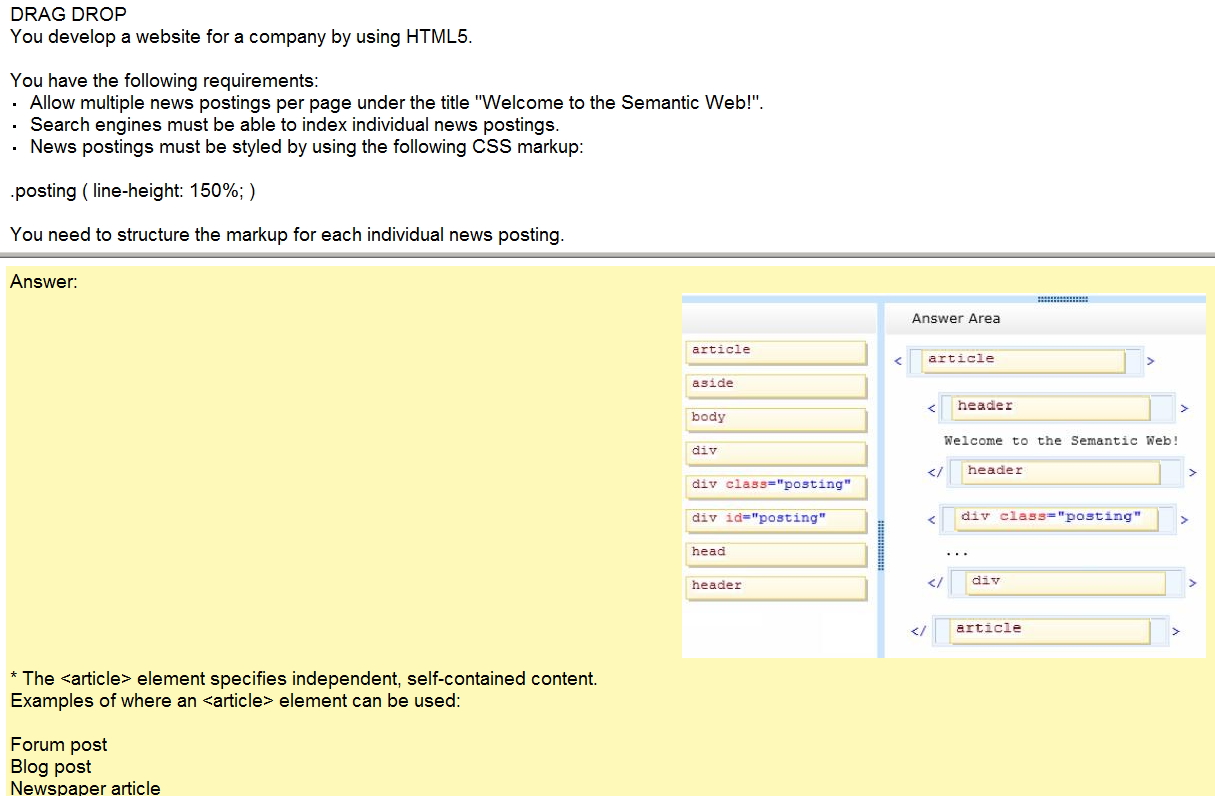 DRAG DROP
You develop a website for a company by using HTML5.
You have the following requirements:
· Allow multiple news postings per page under the title "Welcome to the Semantic Web!".
· Search engines must be able to index individual news postings.
· News postings must be styled by using the following CSS markup:
.posting ( line-height: 150%; )
You need to structure the markup for each individual news posting.
Answer:
article
aside
body
div
div class="posting"
div id="posting"
head
header
Answer Area
< article >
< header >
Welcome to the Semantic Web!
</ header >
< div class="posting" >
...
</ div >
</ article >
* The <article> element specifies independent, self-contained content.
Examples of where an <article> element can be used:
Forum post
Blog post
Newspaper article